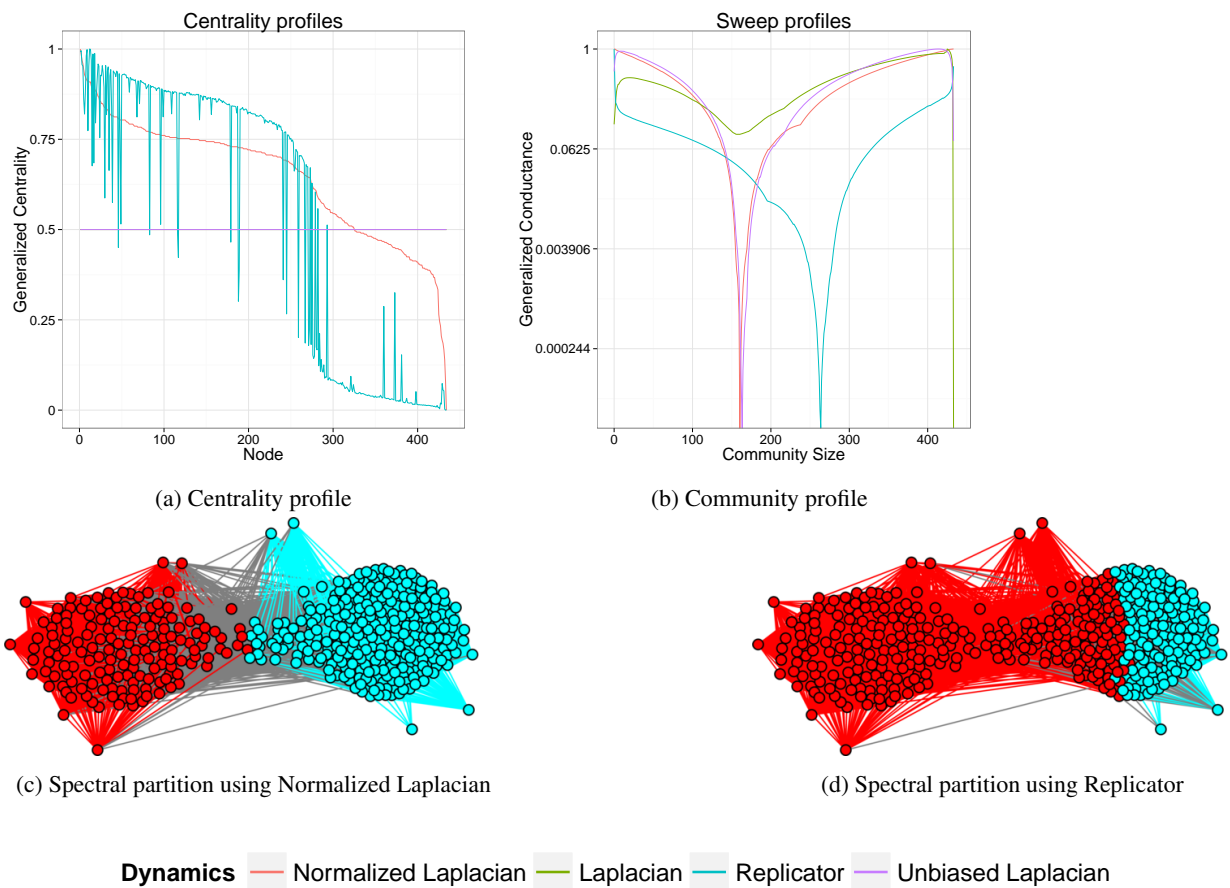 Centrality profiles
Generalized Centrality
1
0.75
0.5
0.25
0
0 100 200 300 400
Node
(a) Centrality profile
Sweep profiles
Generalized Conductance
1
0.0625
0.003906
0.000244
0 100 200 300 400
Community Size
(b) Community profile
(c) Spectral partition using Normalized Laplacian
(d) Spectral partition using Replicator
Dynamics Normalized Laplacian Laplacian Replicator Unbiased Laplacian